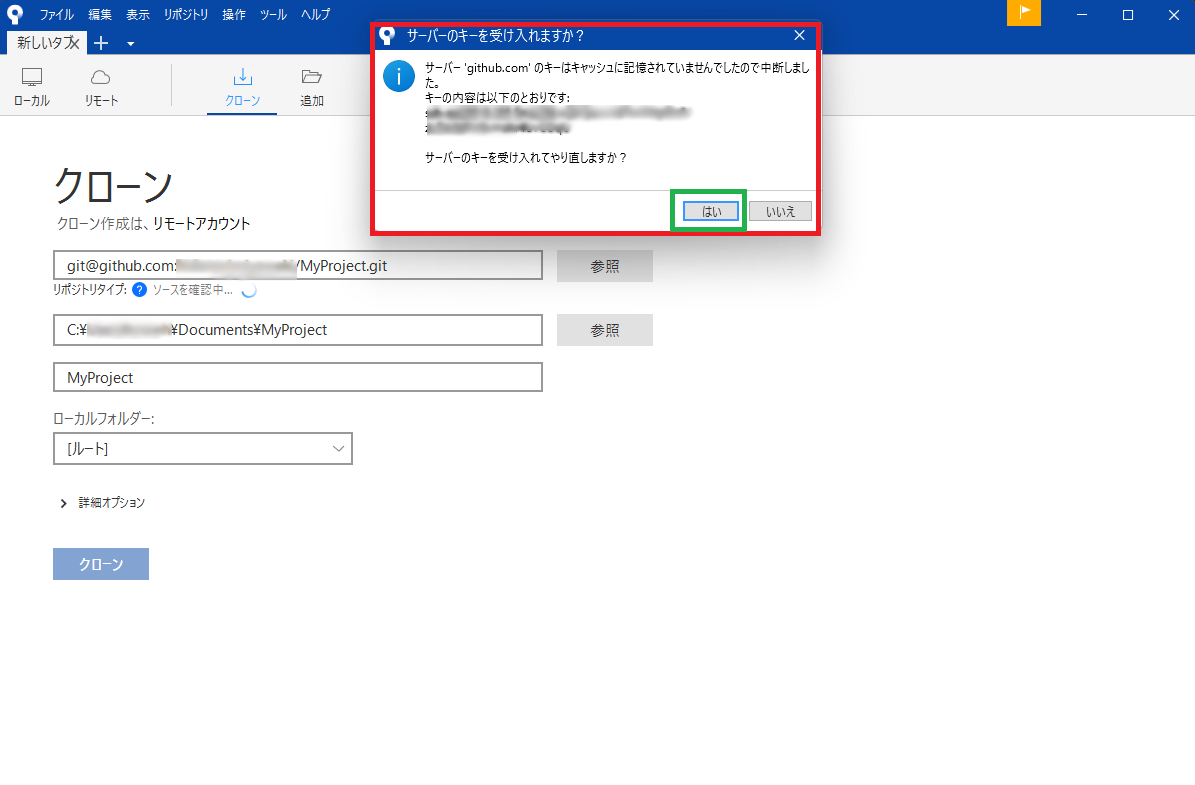 ファイル 編集 表示 リポジトリ 操作 ツール ヘルプ
新しいタブ
ローカル リモート クローン 追加
サーバーのキーを受け入れますか？
サーバー 'github.com' のキーはキャッシュに記憶されていませんでしたので中断しまし
た。
キーの内容は以下のとおりです:
サーバーのキーを受け入れてやり直しますか？
はい いいえ
クローン
クローン作成は、リモートアカウント
git@github.com: /MyProject.git 参照
リポジトリタイプ: ? ソースを確認中...
C:¥ ¥Documents¥MyProject 参照
MyProject
ローカルフォルダー:
[ルート]
詳細オプション
クローン